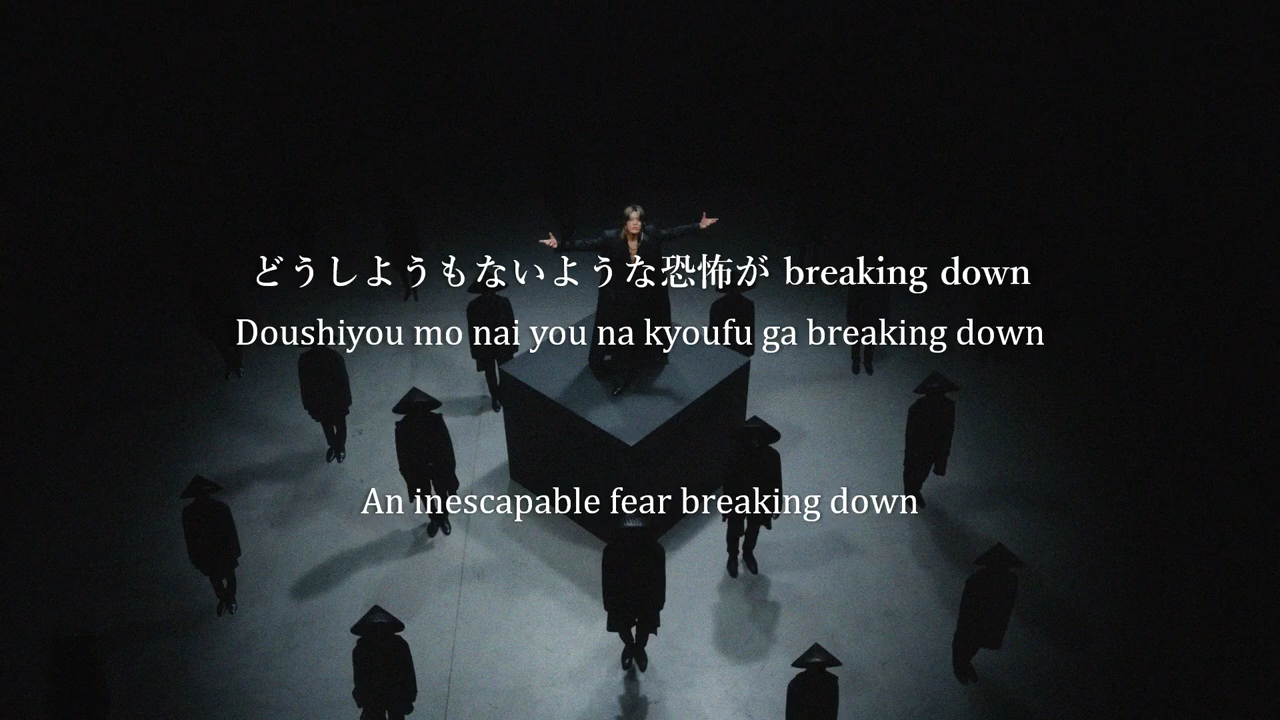 どうしようもないような恐怖が breaking down
Doushiyou mo nai you na kyoufu ga breaking down
An inescapable fear breaking down